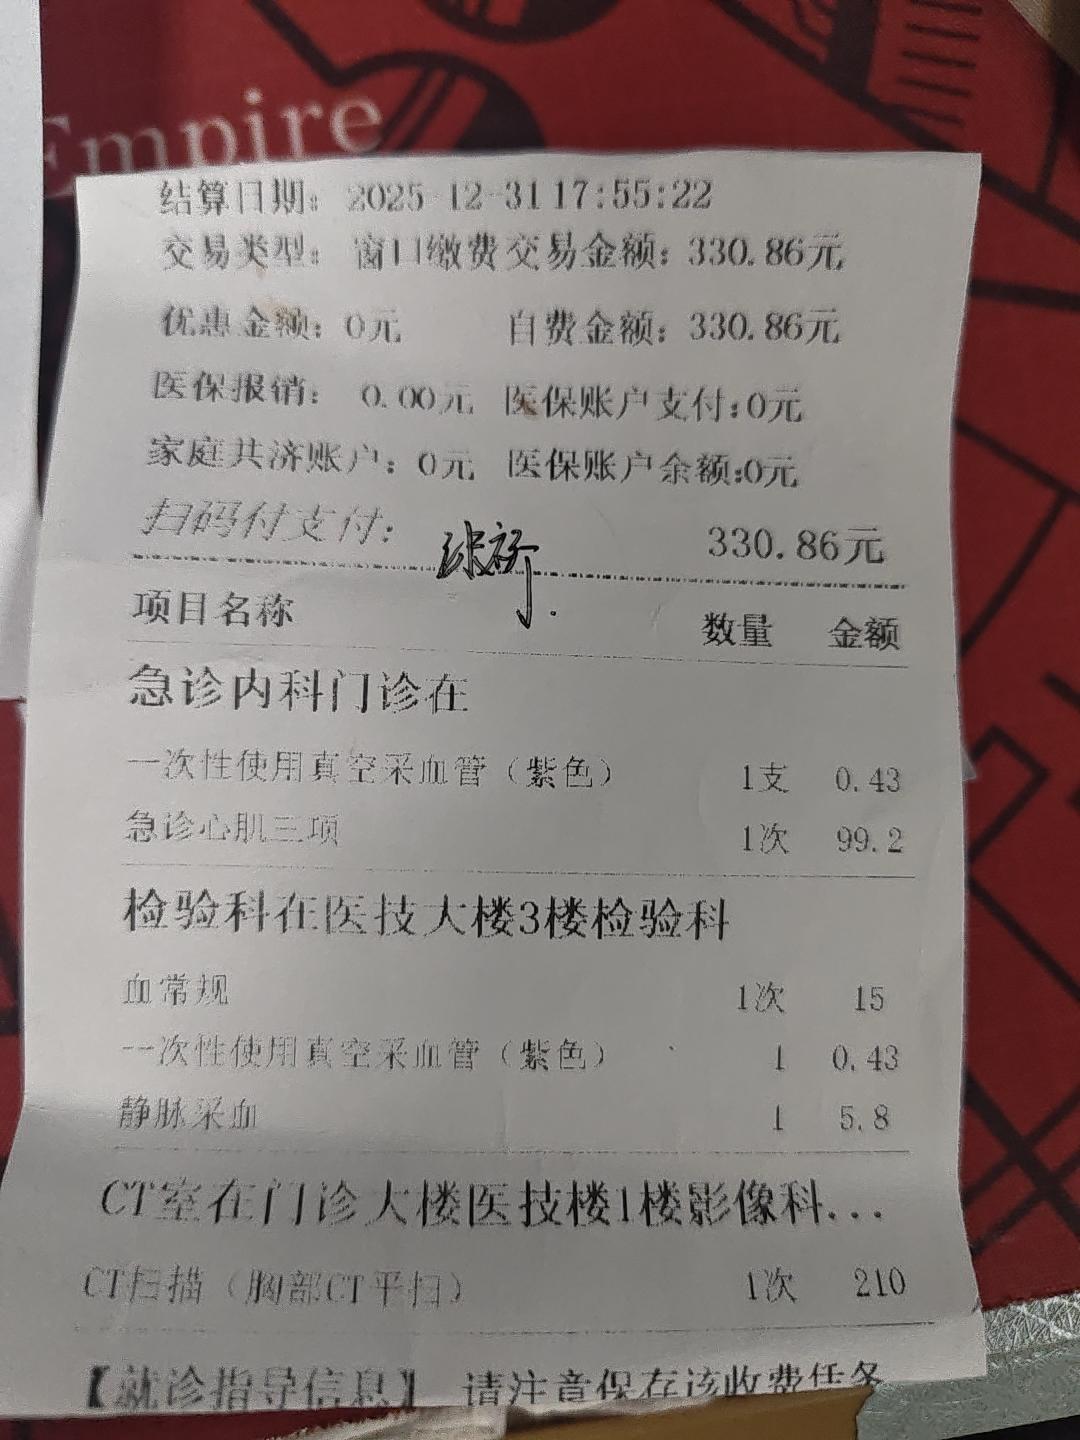 Empire
结算日期：2025-12-31 17:55:22
交易类型：窗口缴费 交易金额：330.86元
优惠金额：0元 自费金额：330.86元
医保报销：0.00元 医保账户支付:0元
家庭共济账户：0元 医保账户余额:0元
扫码付支付： 330.86元
项目名称 数量 金额
急诊内科门诊在
一次性使用真空采血管（紫色） 1支 0.43
急诊心肌三项 1次 99.2
检验科在医技大楼3楼检验科
血常规 1次 15
一次性使用真空采血管（紫色） 1 0.43
静脉采血 1 5.8
CT室在门诊大楼医技楼1楼影像科...
CT扫描（胸部CT平扫） 1次 210
【就诊指导信息】 请注意保存该收费凭条